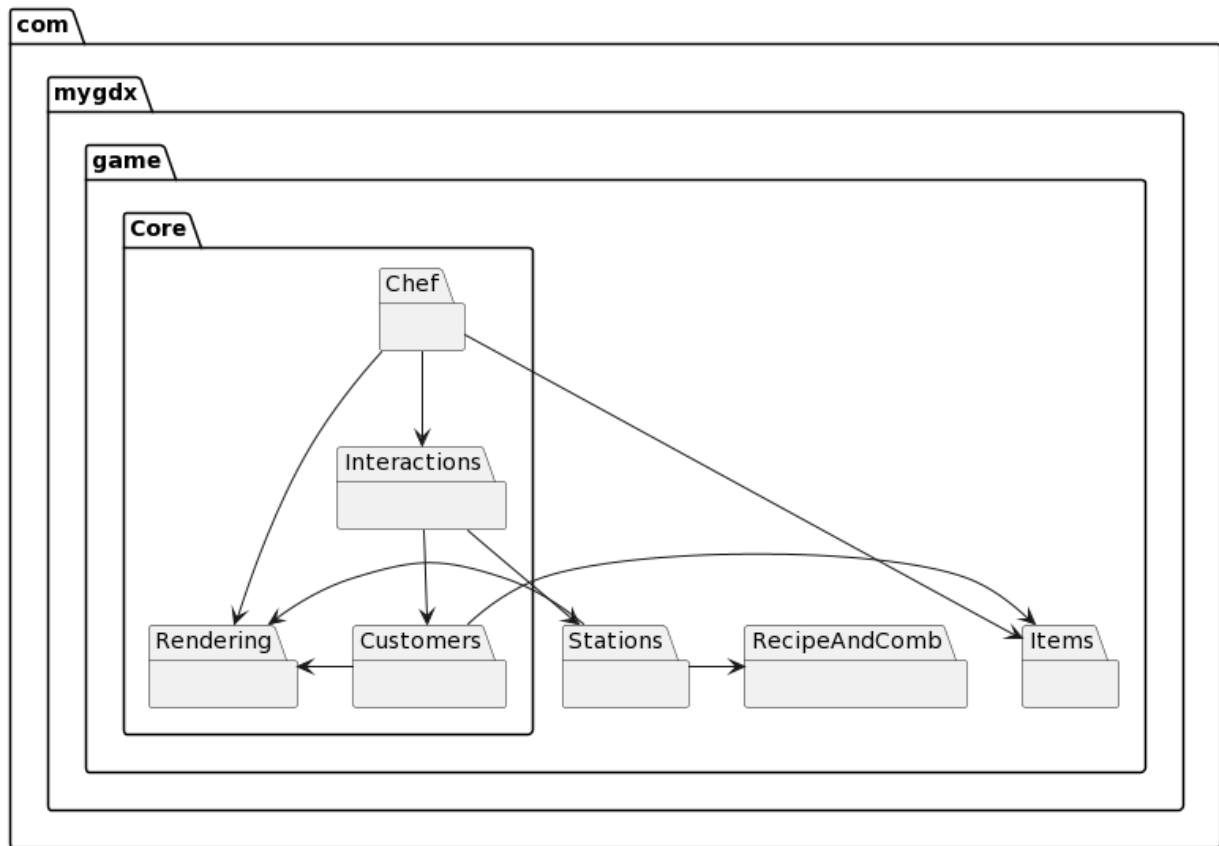 com
mygdx
game
Core
Chef
Interactions
Rendering
Customers
Stations
RecipeAndComb
Items